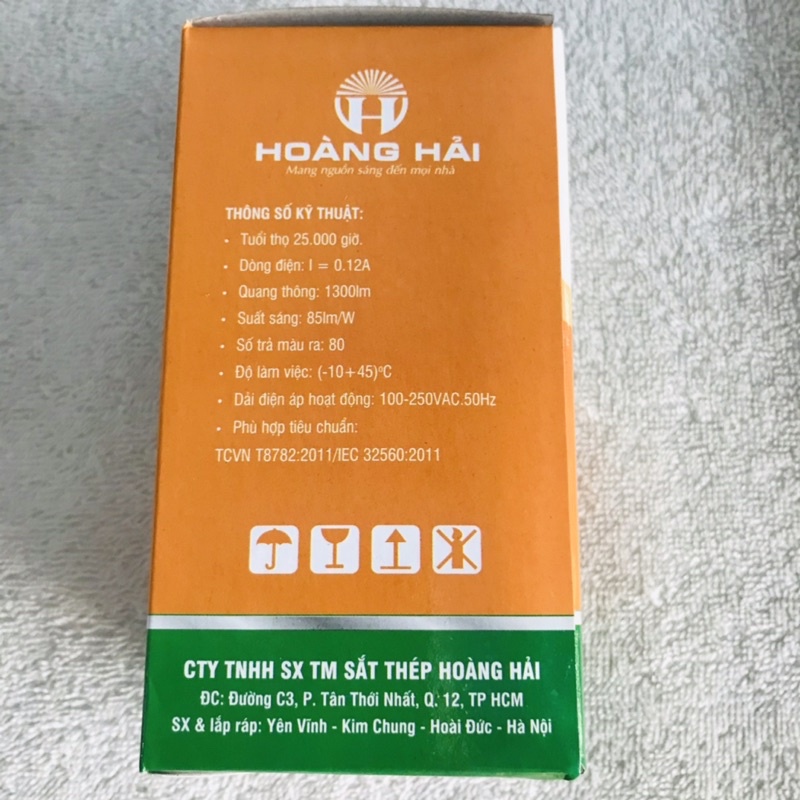 HOÀNG HẢI
Mang nguồn sáng đến mọi nhà
THÔNG SỐ KỸ THUẬT:
• Tuổi thọ 25.000 giờ.
• Dòng điện: I = 0.12A
• Quang thông: 1300lm
• Suất sáng: 85lm/W
• Số trả màu ra: 80
• Độ làm việc: (-10+45)ºC
• Dải điện áp hoạt động: 100-250VAC.50Hz
• Phù hợp tiêu chuẩn:
TCVN T8782:2011/IEC 32560:2011
CTY TNHH SX TM SẮT THÉP HOÀNG HẢI
ĐC: Đường C3, P. Tân Thới Nhất, Q. 12, TP HCM
SX & lắp ráp: Yên Vĩnh - Kim Chung - Hoài Đức - Hà Nội